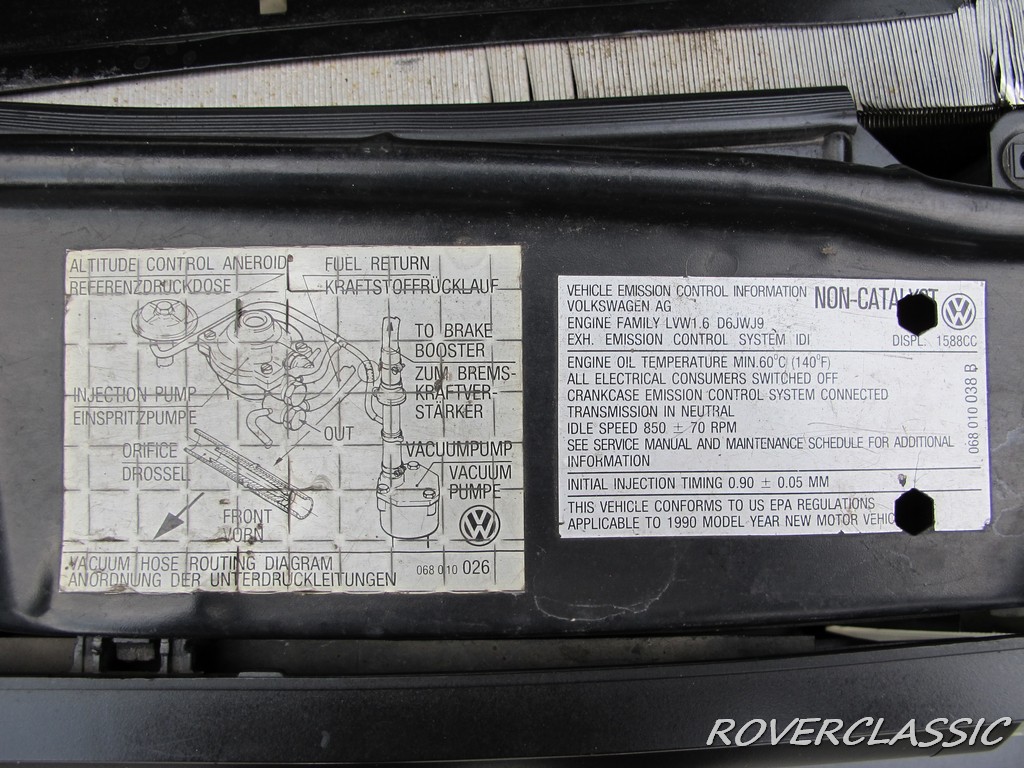 ALTITUDE CONTROL ANEROID
REFERENZDRUCKDOSE
FUEL RETURN
KRAFTSTOFFRÜCKLAUF
TO BRAKE
BOOSTER
ZUM BREMS-
KRAFTVER-
STÄRKER
INJECTION PUMP
EINSPRITZPUMPE
OUT
ORIFICE
DROSSEL
VACUUMPUMP
VACUUM
PUMPE
FRONT
VORN
VACUUM HOSE ROUTING DIAGRAM
ANORDNUNG DER UNTERDRUCKLEITUNGEN
068 010 026
VEHICLE EMISSION CONTROL INFORMATION
VOLKSWAGEN AG
NON-CATALYST
ENGINE FAMILY LVW1.6 D6JWJ9
EXH. EMISSION CONTROL SYSTEM IDI
DISPL. 1588CC
ENGINE OIL TEMPERATURE MIN.60°C (140°F)
ALL ELECTRICAL CONSUMERS SWITCHED OFF
CRANKCASE EMISSION CONTROL SYSTEM CONNECTED
TRANSMISSION IN NEUTRAL
IDLE SPEED 850 ± 70 RPM
SEE SERVICE MANUAL AND MAINTENANCE SCHEDULE FOR ADDITIONAL
INFORMATION
068 010 038 B
INITIAL INJECTION TIMING 0.90 ± 0.05 MM
THIS VEHICLE CONFORMS TO US EPA REGULATIONS
APPLICABLE TO 1990 MODEL YEAR NEW MOTOR VEHIC
ROVERCLASSIC